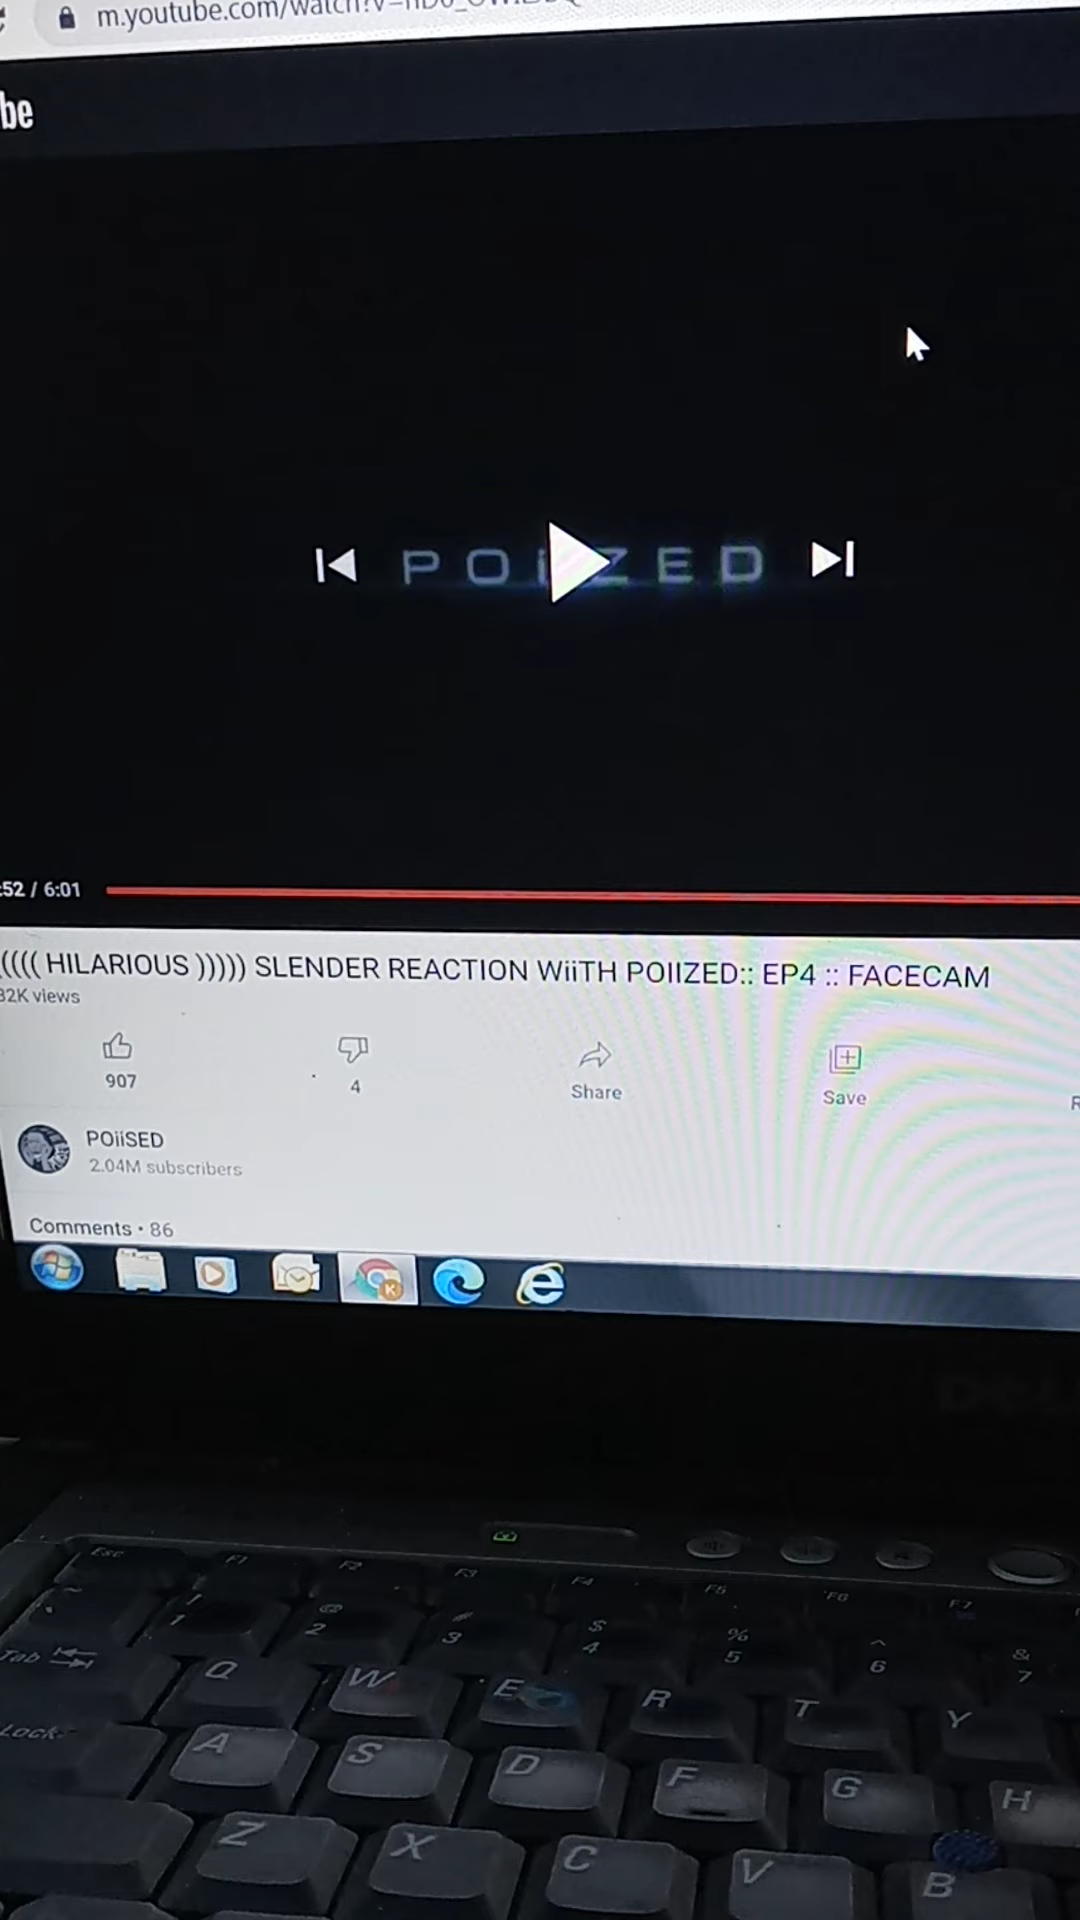 m.youtube.com/watch?v=
be
POiZED
:52 / 6:01
(((( HILARIOUS ))))) SLENDER REACTION WiiTH POIIZED:: EP4 :: FACECAM
32K views
907
4
Share
Save
R
POiiSED
2.04M subscribers
Comments • 86
K
Esc F1 F2 F3 F4 F5 F6 F7
~ ! 1 @ 2 # 3 $ 4 % 5 ^ 6 & 7
Tab Q W E R T Y
Lock A S D F G H
Z X C V B